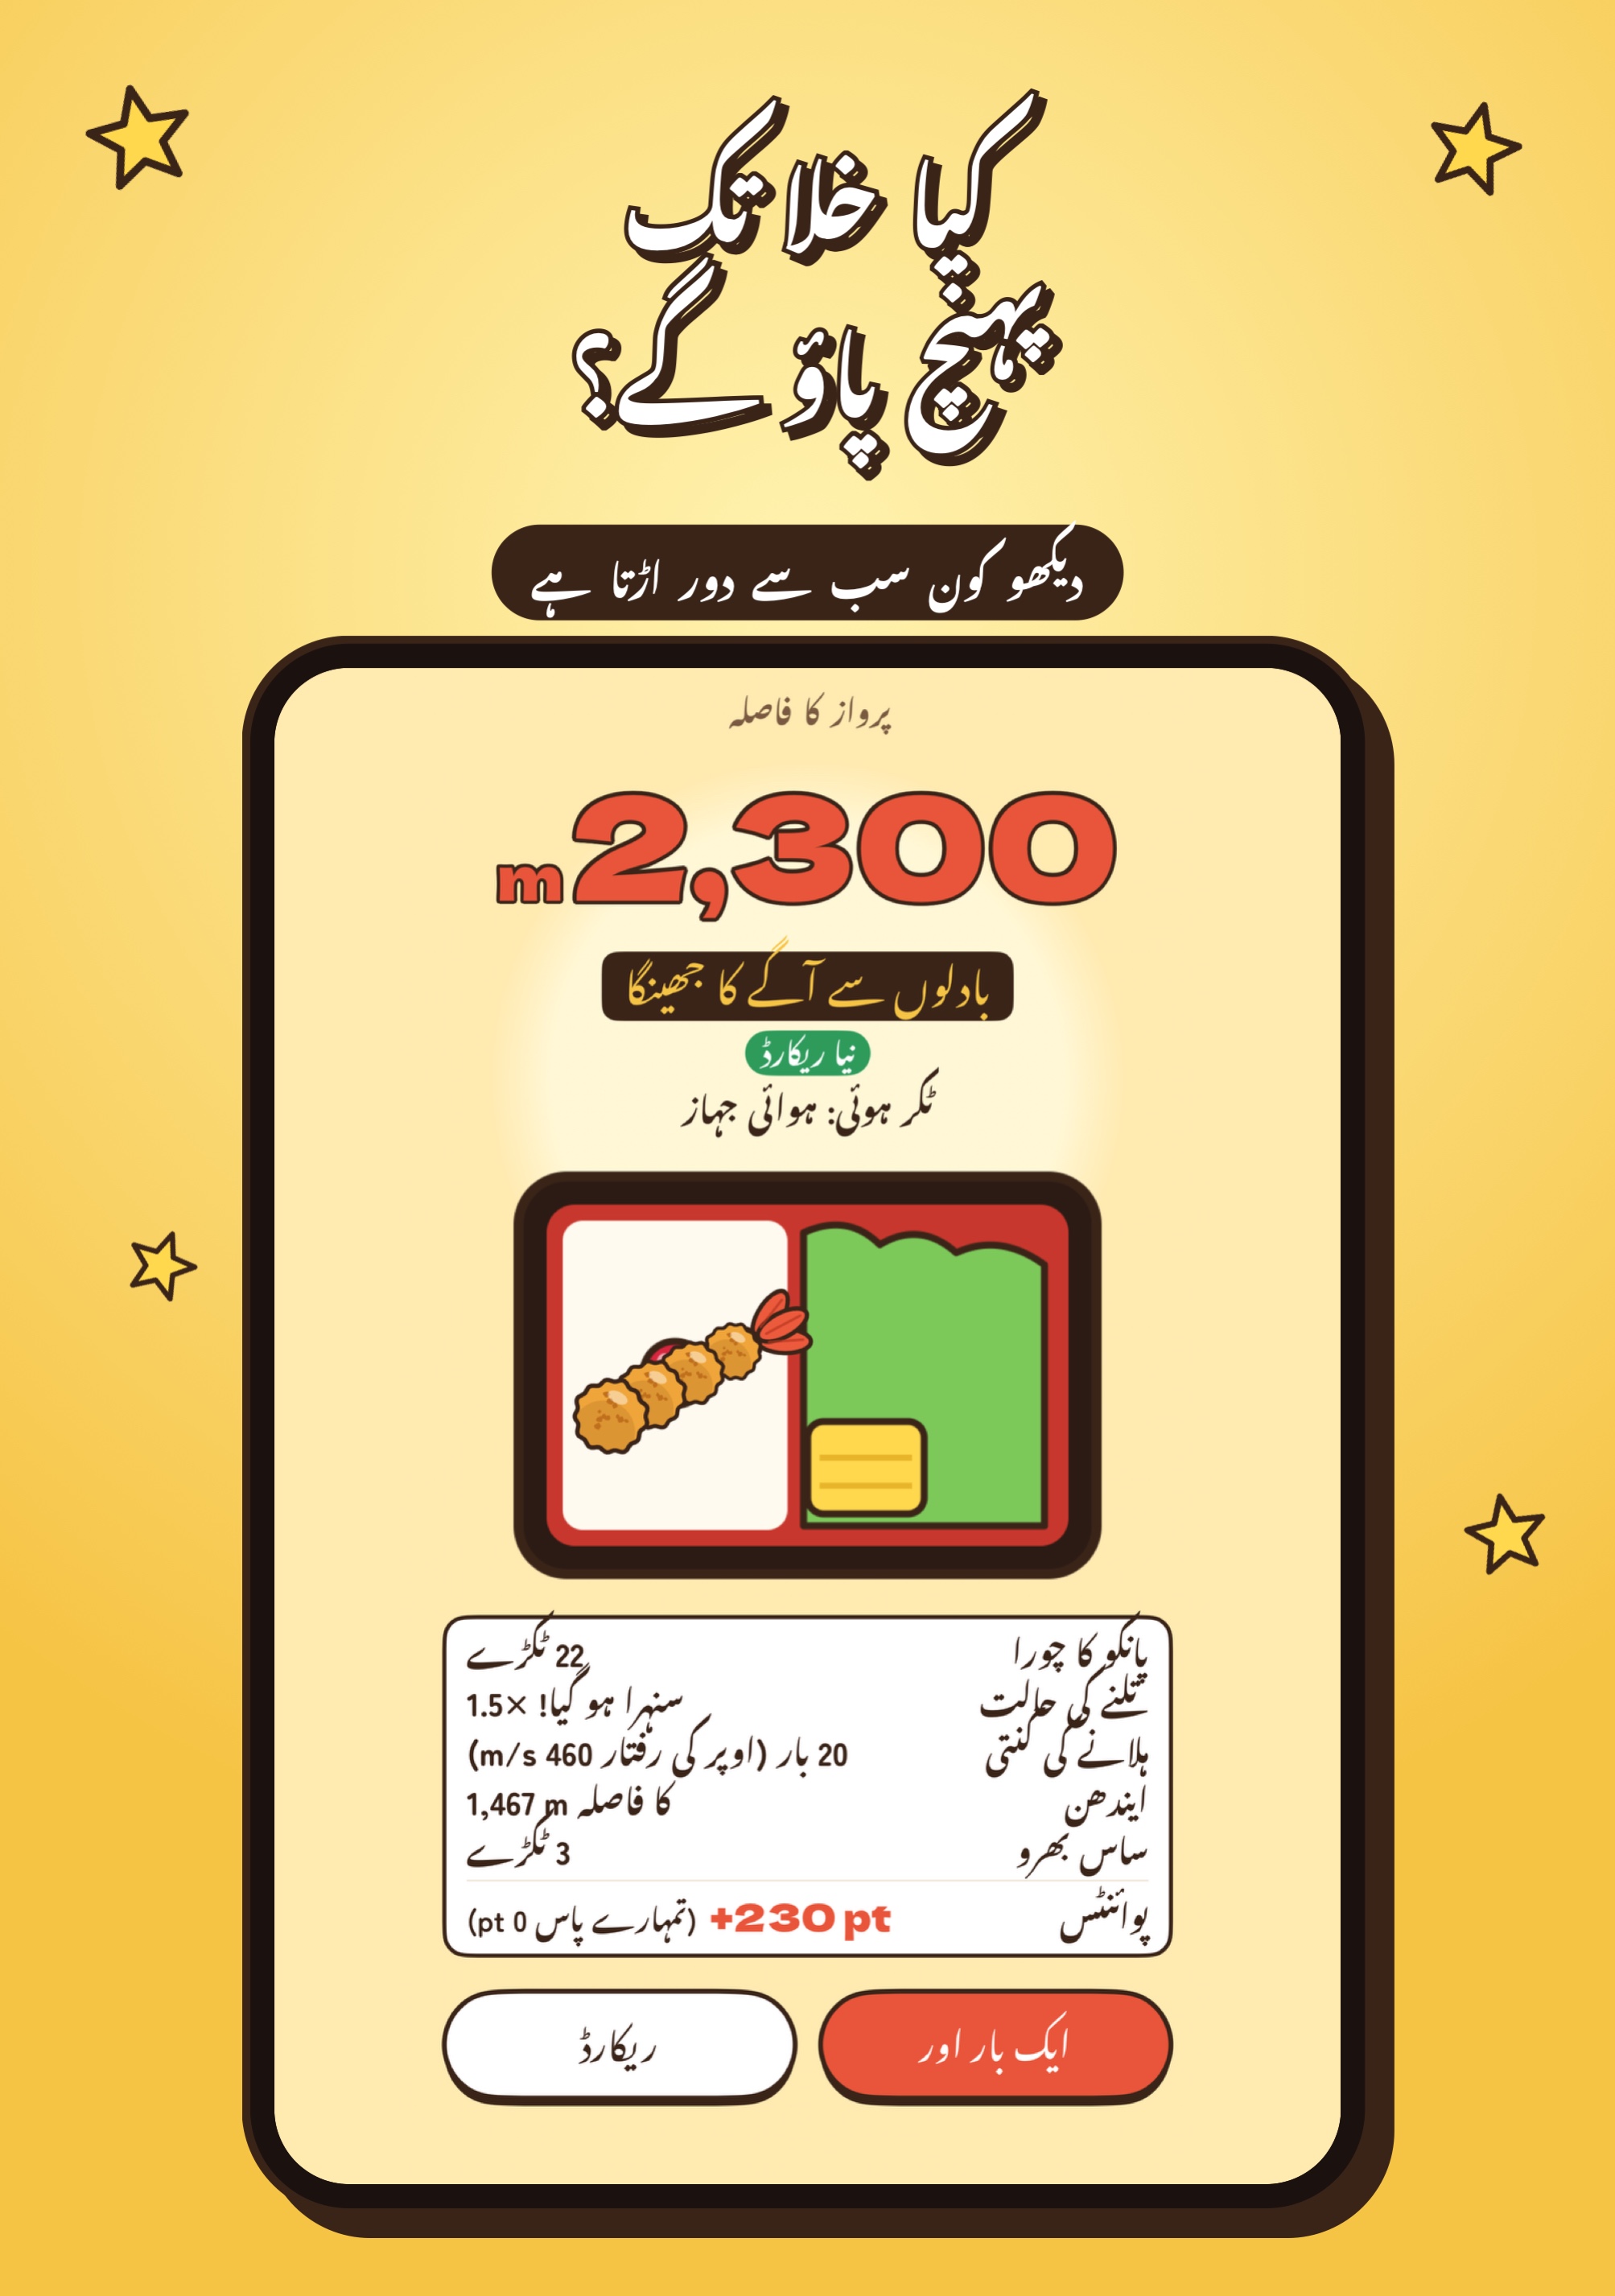 کیا خلا تک
پہنچ پاؤ گے؟
دیکھو کون سب سے دور اڑتا ہے
پرواز کا فاصلہ
2,300 m
بادلوں سے آگے کا جھینگا
نیا ریکارڈ
ٹکر ہوئی: ہوائی جہاز
پانکو کا چورا 22 ٹکڑے
تلنے کی حالت سنہرا ہو گیا! ×1.5
ہلانے کی گنتی 20 بار (اوپر کی رفتار 460 m/s)
ایندھن کا فاصلہ 1,467 m
ساس بھرو 3 ٹکڑے
پوائنٹس +230 pt (تمہارے پاس 0 pt)
ایک بار اور
ریکارڈ